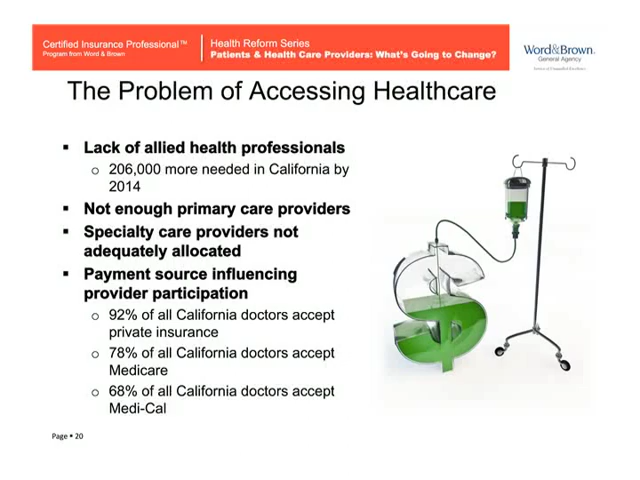 Certified Insurance Professional™
Program from Word & Brown
Health Reform Series
Patients & Health Care Providers: What's Going to Change?
Word&Brown.
General Agency
The Problem of Accessing Healthcare
▪ Lack of allied health professionals
o 206,000 more needed in California by
2014
▪ Not enough primary care providers
▪ Specialty care providers not
adequately allocated
▪ Payment source influencing
provider participation
o 92% of all California doctors accept
private insurance
o 78% of all California doctors accept
Medicare
o 68% of all California doctors accept
Medi-Cal
Page ▪ 20